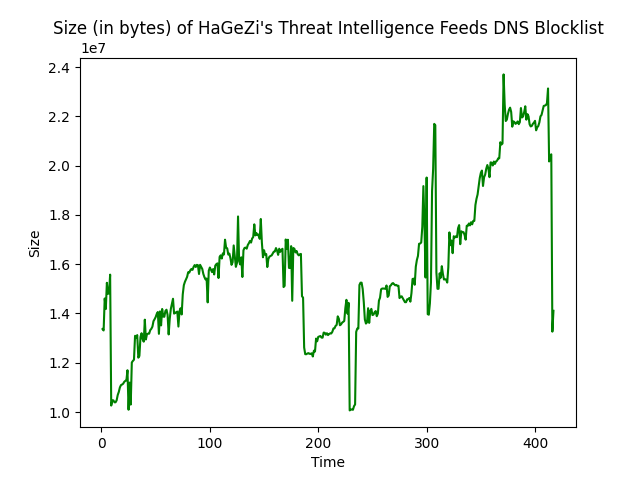 Size (in bytes) of HaGeZi's Threat Intelligence Feeds DNS Blocklist
1e7
2.4
2.2
2.0
1.8
1.6
1.4
1.2
1.0
Size
0 100 200 300 400
Time